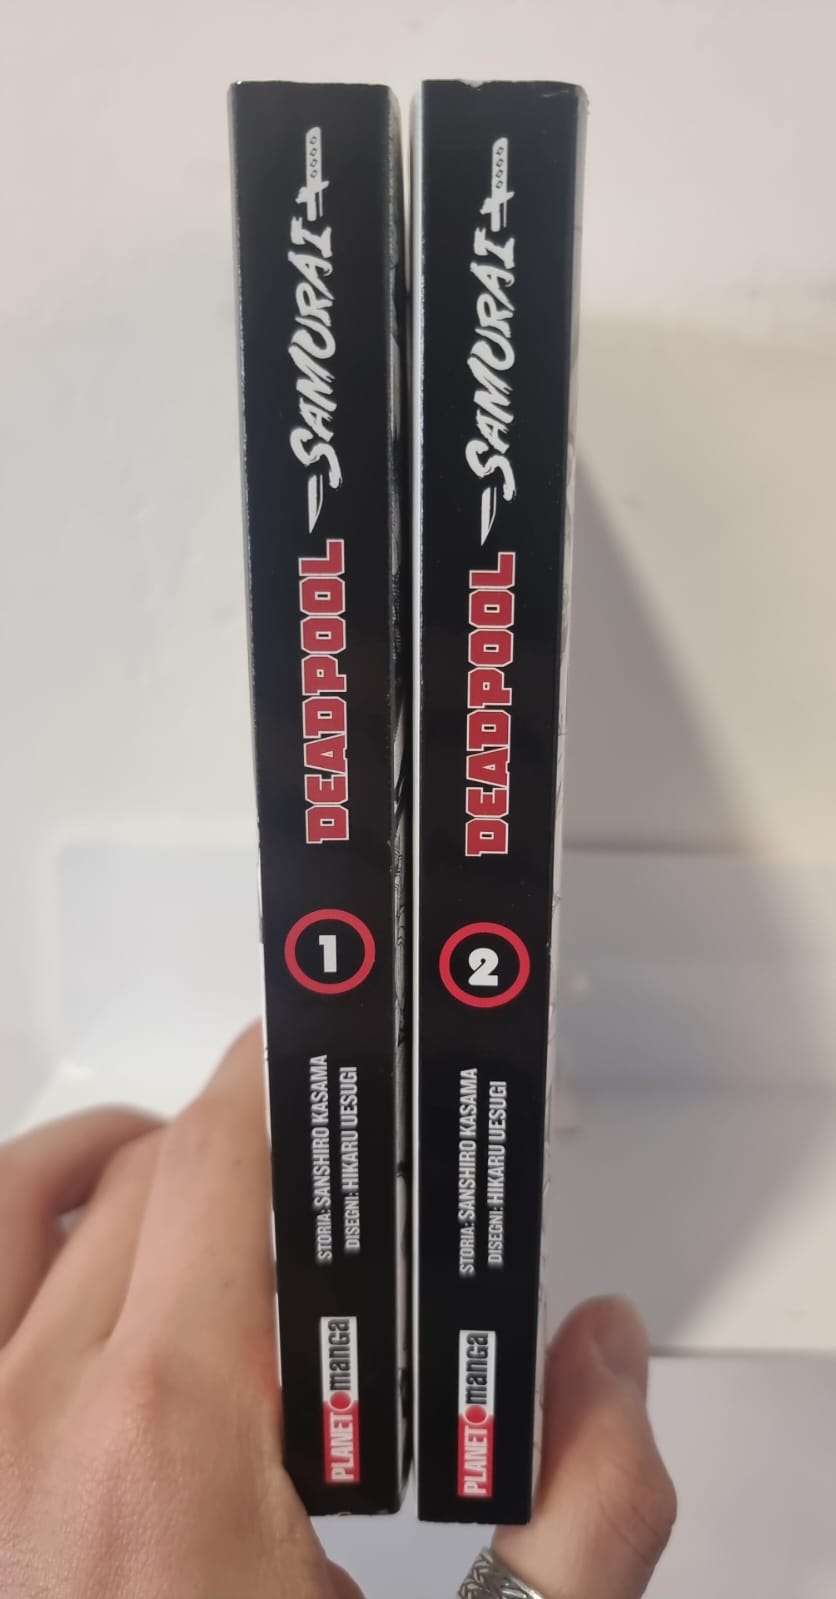 DEADPOOL SAMURAI
1
STORIA: SANSHIRO KASAMA
DISEGNI: HIKARU UESUGI
PLANET manga
DEADPOOL SAMURAI
2
STORIA: SANSHIRO KASAMA
DISEGNI: HIKARU UESUGI
PLANET manga